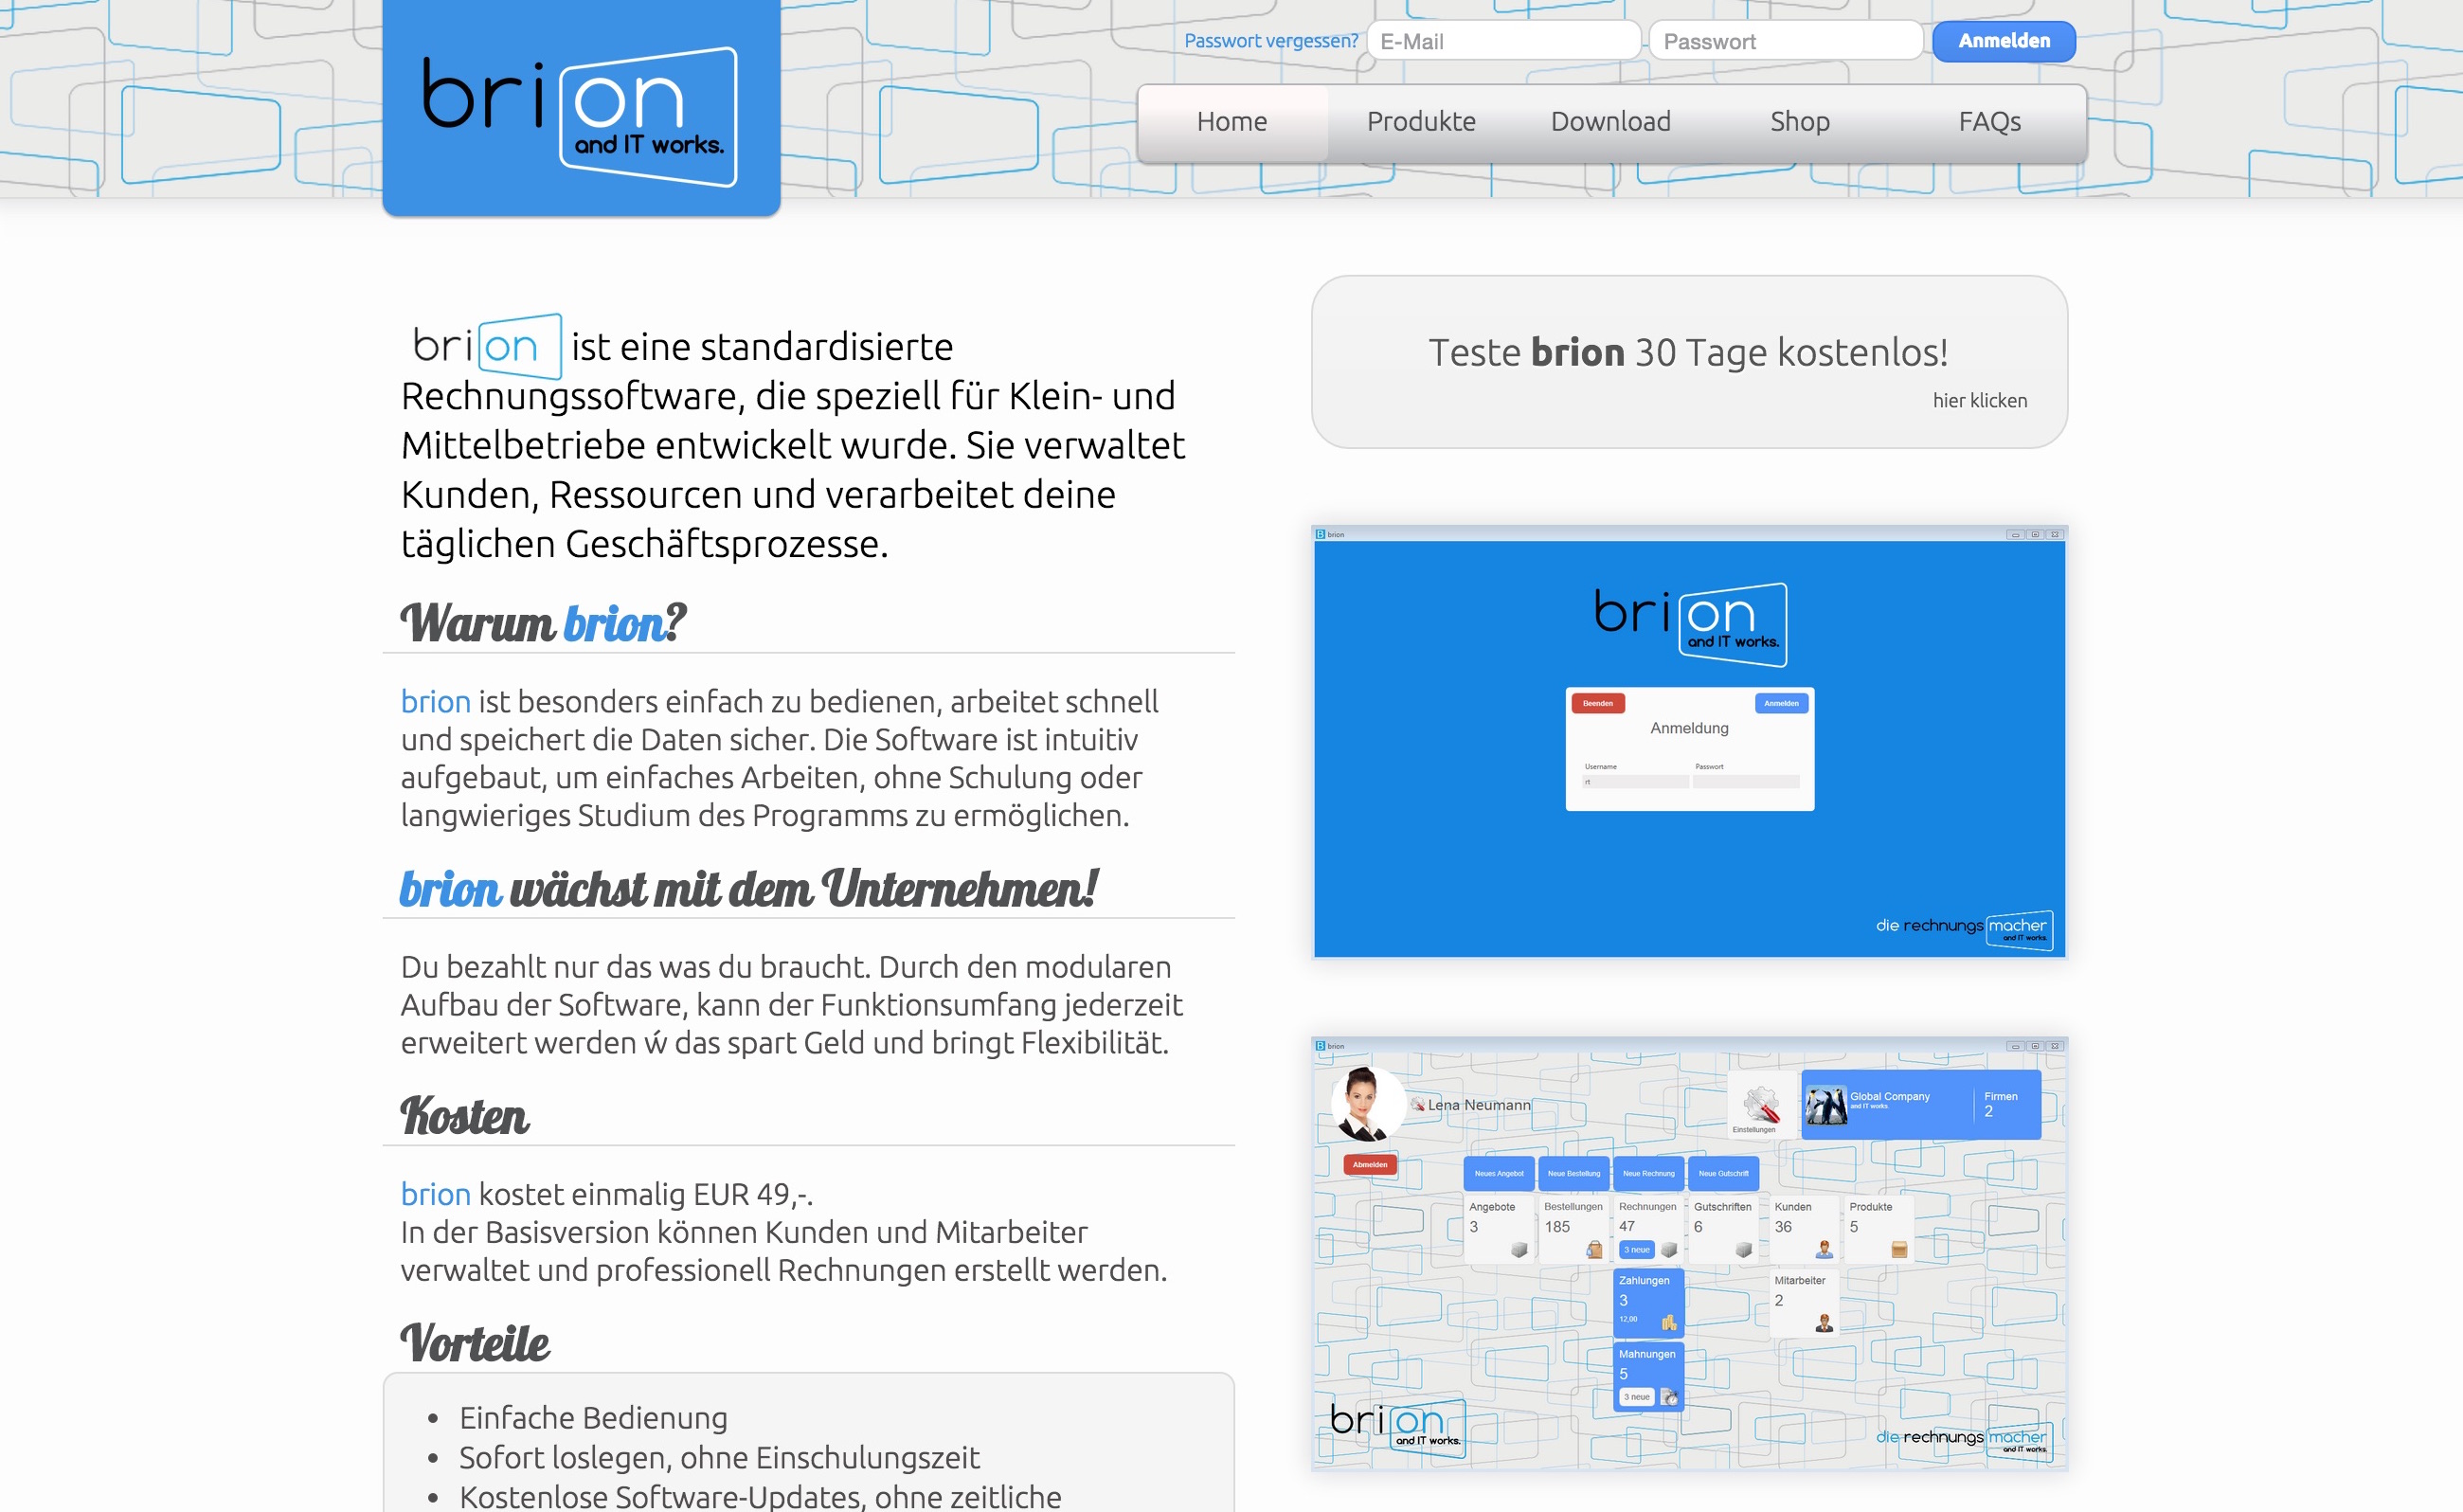 brion
and IT works.
Passwort vergessen? E-Mail Passwort Anmelden
Home Produkte Download Shop FAQs
brion ist eine standardisierte
Rechnungssoftware, die speziell für Klein- und
Mittelbetriebe entwickelt wurde. Sie verwaltet
Kunden, Ressourcen und verarbeitet deine
täglichen Geschäftsprozesse.
Warum brion?
brion ist besonders einfach zu bedienen, arbeitet schnell
und speichert die Daten sicher. Die Software ist intuitiv
aufgebaut, um einfaches Arbeiten, ohne Schulung oder
langwieriges Studium des Programms zu ermöglichen.
brion wächst mit dem Unternehmen!
Du bezahlt nur das was du braucht. Durch den modularen
Aufbau der Software, kann der Funktionsumfang jederzeit
erweitert werden ẃ das spart Geld und bringt Flexibilität.
Kosten
brion kostet einmalig EUR 49,-.
In der Basisversion können Kunden und Mitarbeiter
verwaltet und professionell Rechnungen erstellt werden.
Vorteile
• Einfache Bedienung
• Sofort loslegen, ohne Einschulungszeit
• Kostenlose Software-Updates, ohne zeitliche
Teste brion 30 Tage kostenlos!
hier klicken
B brion
brion
and IT works.
Beenden Anmelden
Anmeldung
Username Passwort
rt
die rechnungsmacher
and IT works.
B brion
Lena Neumann
Einstellungen
Global Company
and IT works.
Firmen
2
Abmelden
Neues Angebot Neue Bestellung Neue Rechnung Neue Gutschrift
Angebote Bestellungen Rechnungen Gutschriften Kunden Produkte
3 185 47 6 36 5
3 neue
Zahlungen Mitarbeiter
3 2
12,00
Mahnungen
5
3 neue
brion
and IT works.
die rechnungsmacher
and IT works.